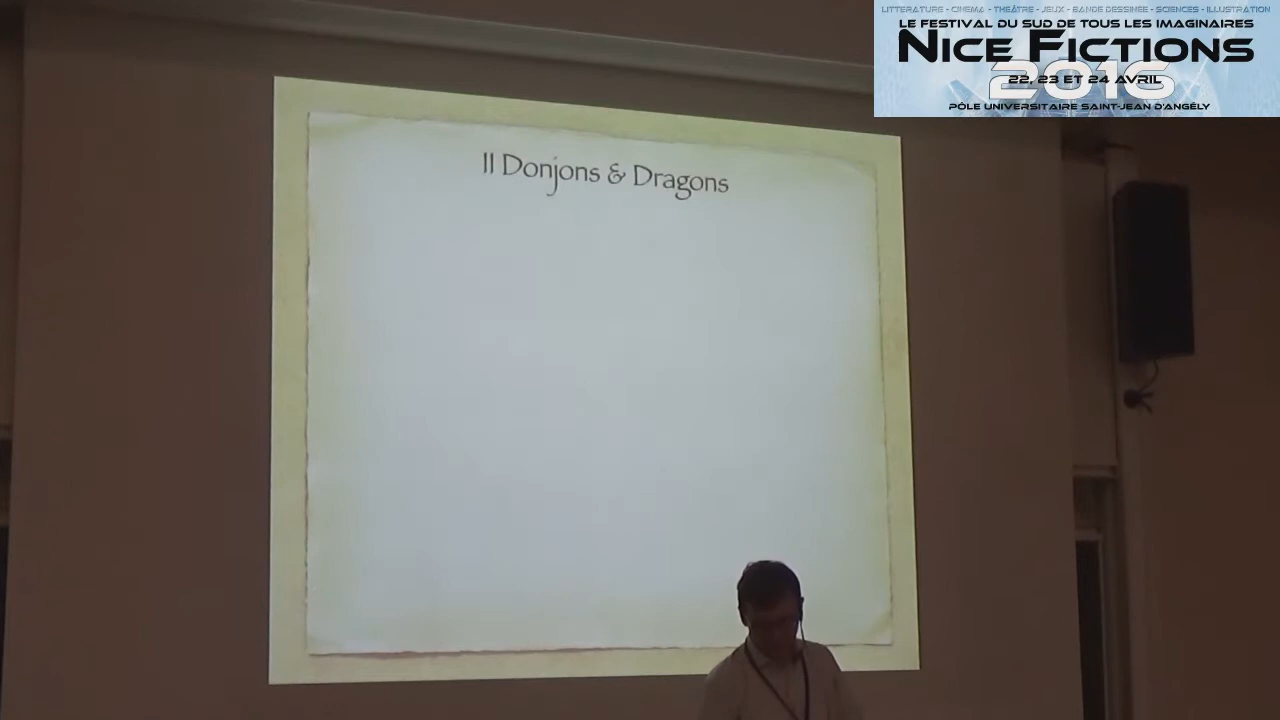 LITTÉRATURE - CINÉMA - THÉÂTRE - JEUX - BANDE DESSINÉE - SCIENCES - ILLUSTRATION
LE FESTIVAL DU SUD DE TOUS LES IMAGINAIRES
NICE FICTIONS
2016
22, 23 ET 24 AVRIL
PÔLE UNIVERSITAIRE SAINT-JEAN D'ANGÉLY
II Donjons & Dragons